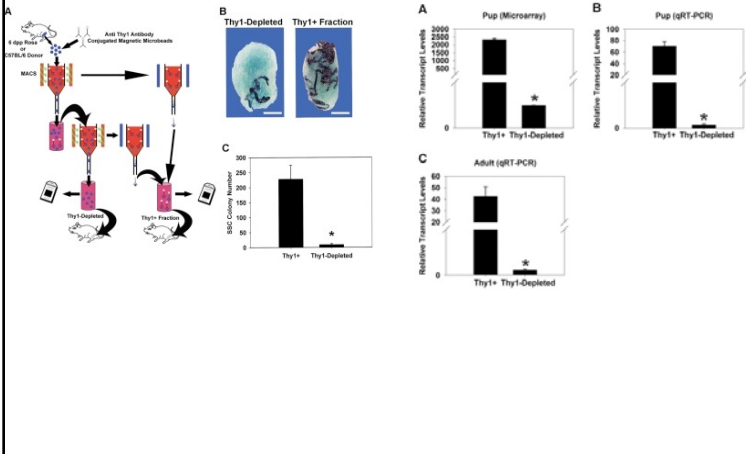 A
6 dpp Rosa
or
C57BL/6 Donor
Anti Thy1 Antibody
Conjugated Magnetic Microbeads
MACS
Thy1-Depleted
Thy1+ Fraction
B
Thy1-Depleted
Thy1+ Fraction
C
SSC Colony Number
300
250
200
150
100
50
0
*
Thy1+
Thy1-Depleted
A
Pup (Microarray)
Relative Transcript Levels
3000
2500
2000
1500
1000
500
0
*
Thy1+ Thy1-Depleted
B
Pup (qRT-PCR)
Relative Transcript Levels
100
80
60
40
20
0
*
Thy1+ Thy1-Depleted
C
Adult (qRT-PCR)
Relative Transcript Levels
60
50
40
30
20
0
*
Thy1+ Thy1-Depleted